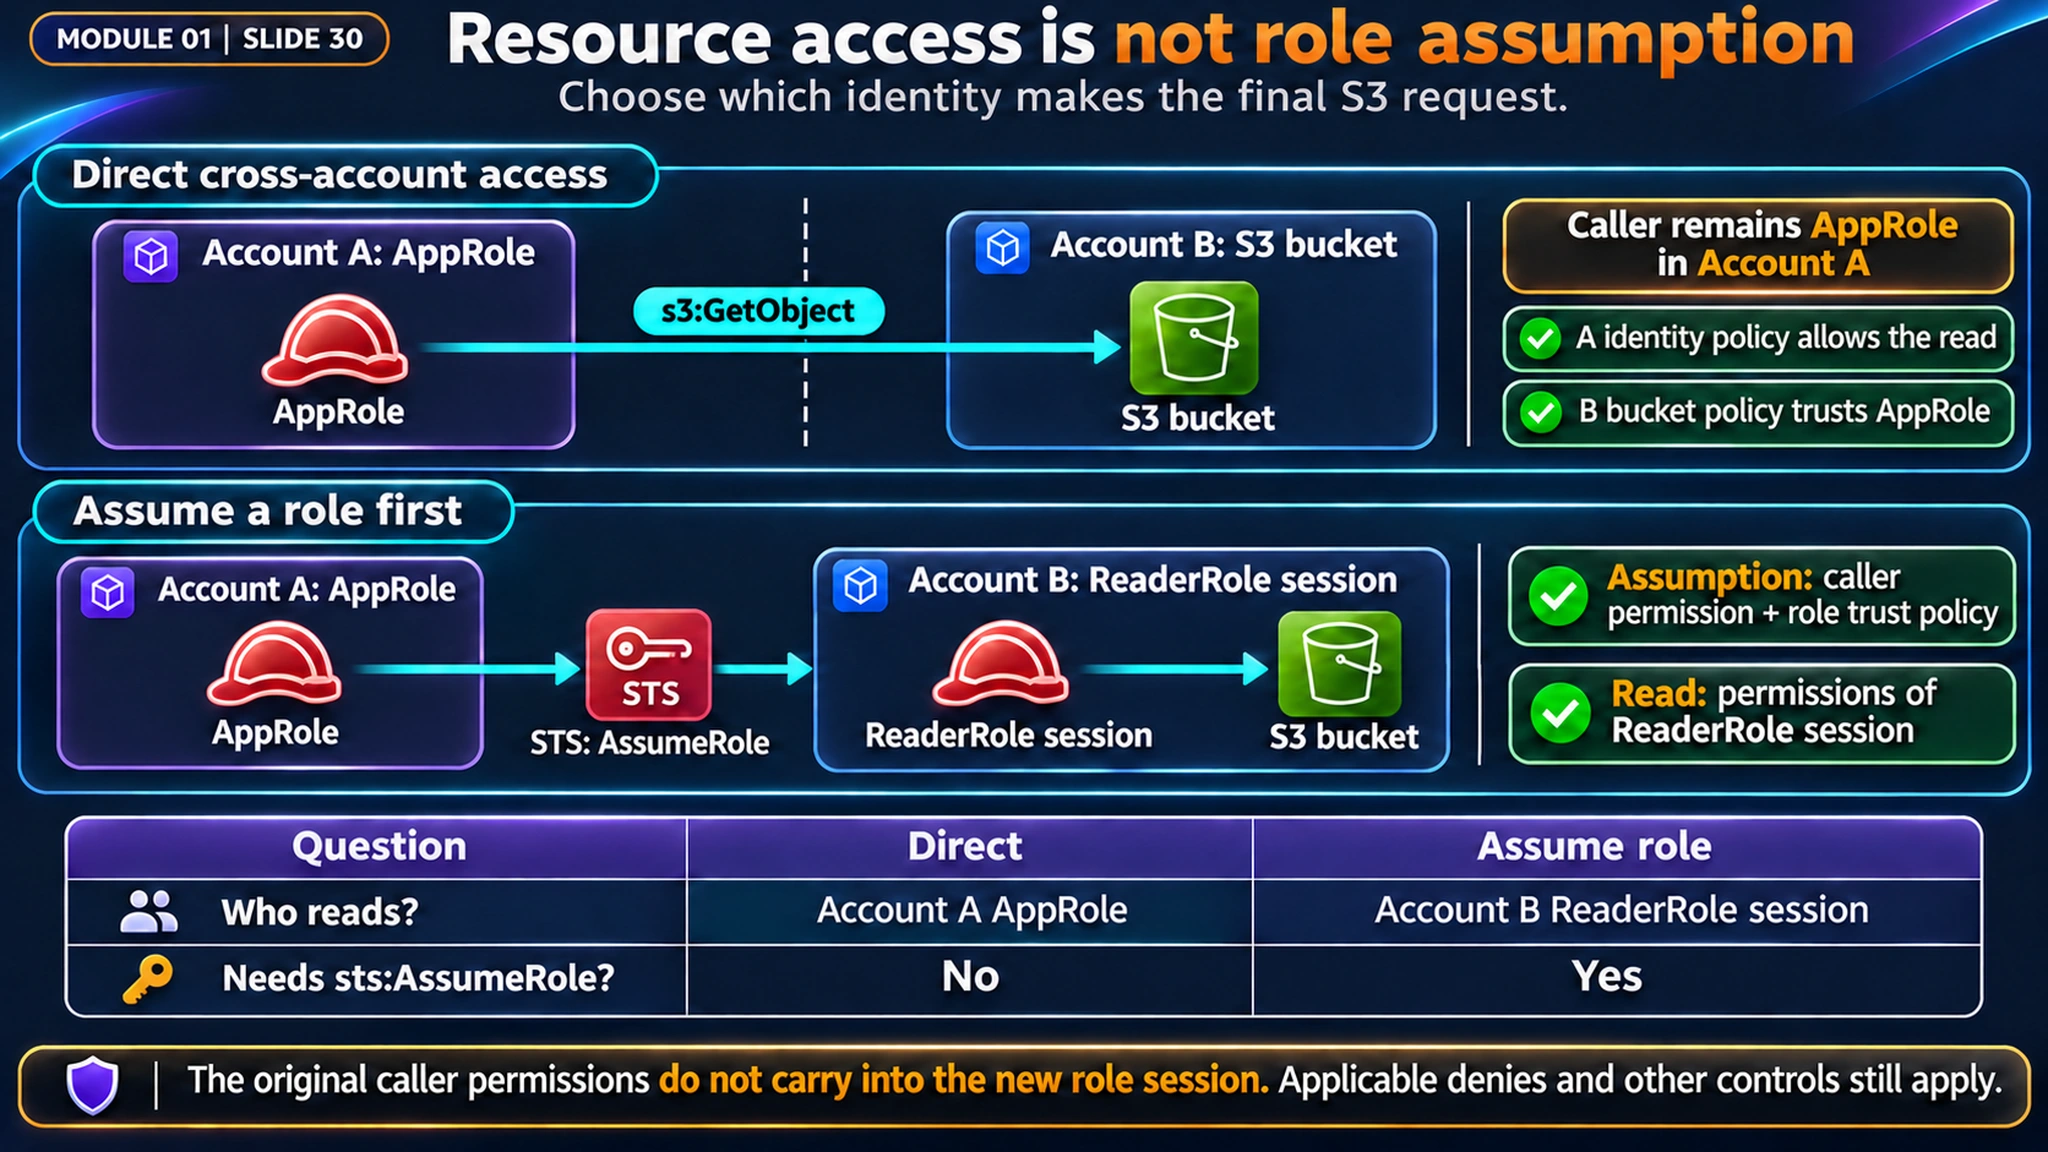 MODULE 01 | SLIDE 30
Resource access is not role assumption
Choose which identity makes the final S3 request.
Direct cross-account access
Account A: AppRole
AppRole
s3:GetObject
Account B: S3 bucket
S3 bucket
Caller remains AppRole
in Account A
A identity policy allows the read
B bucket policy trusts AppRole
Assume a role first
Account A: AppRole
AppRole
STS
STS: AssumeRole
Account B: ReaderRole session
ReaderRole session
S3 bucket
Assumption: caller
permission + role trust policy
Read: permissions of
ReaderRole session
Question Direct Assume role
Who reads? Account A AppRole Account B ReaderRole session
Needs sts:AssumeRole? No Yes
The original caller permissions do not carry into the new role session. Applicable denies and other controls still apply.